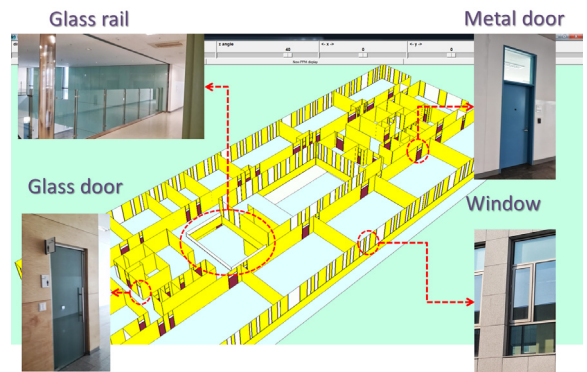 Glass rail
Metal door
z angle
<- x ->
<- y ->
Glass door
Window